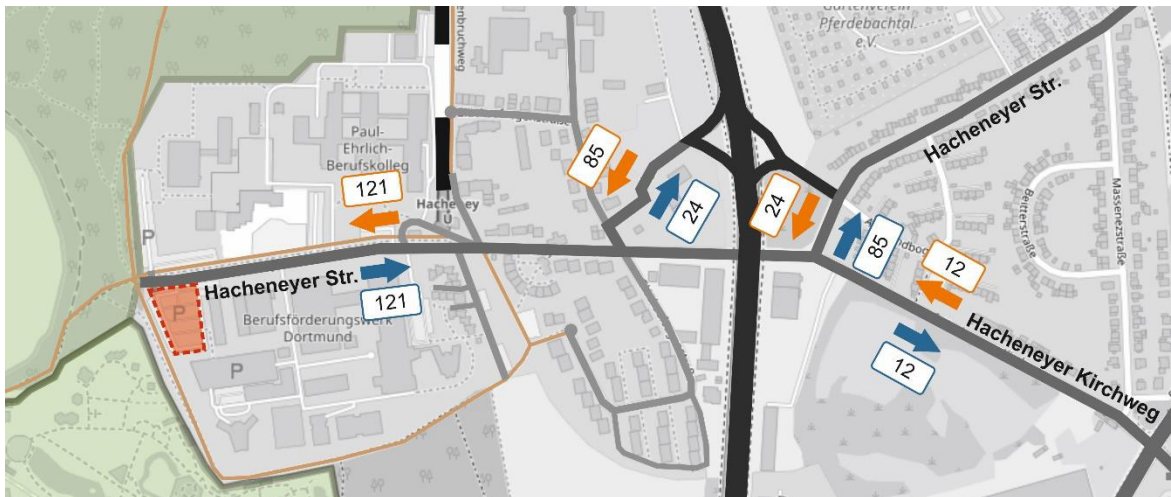 Gartenverein
Pferdebachtal
e.V.
Hacheneyer Str.
Paul-
Ehrlich-
Berufskolleg
121
Hacheney
U
85
24
24
85
12
Beitterstraße
Massenezstraße
P
Hacheneyer Str.
121
P
Berufsförderungswerk
Dortmund
P
12
Hacheneyer Kirchweg